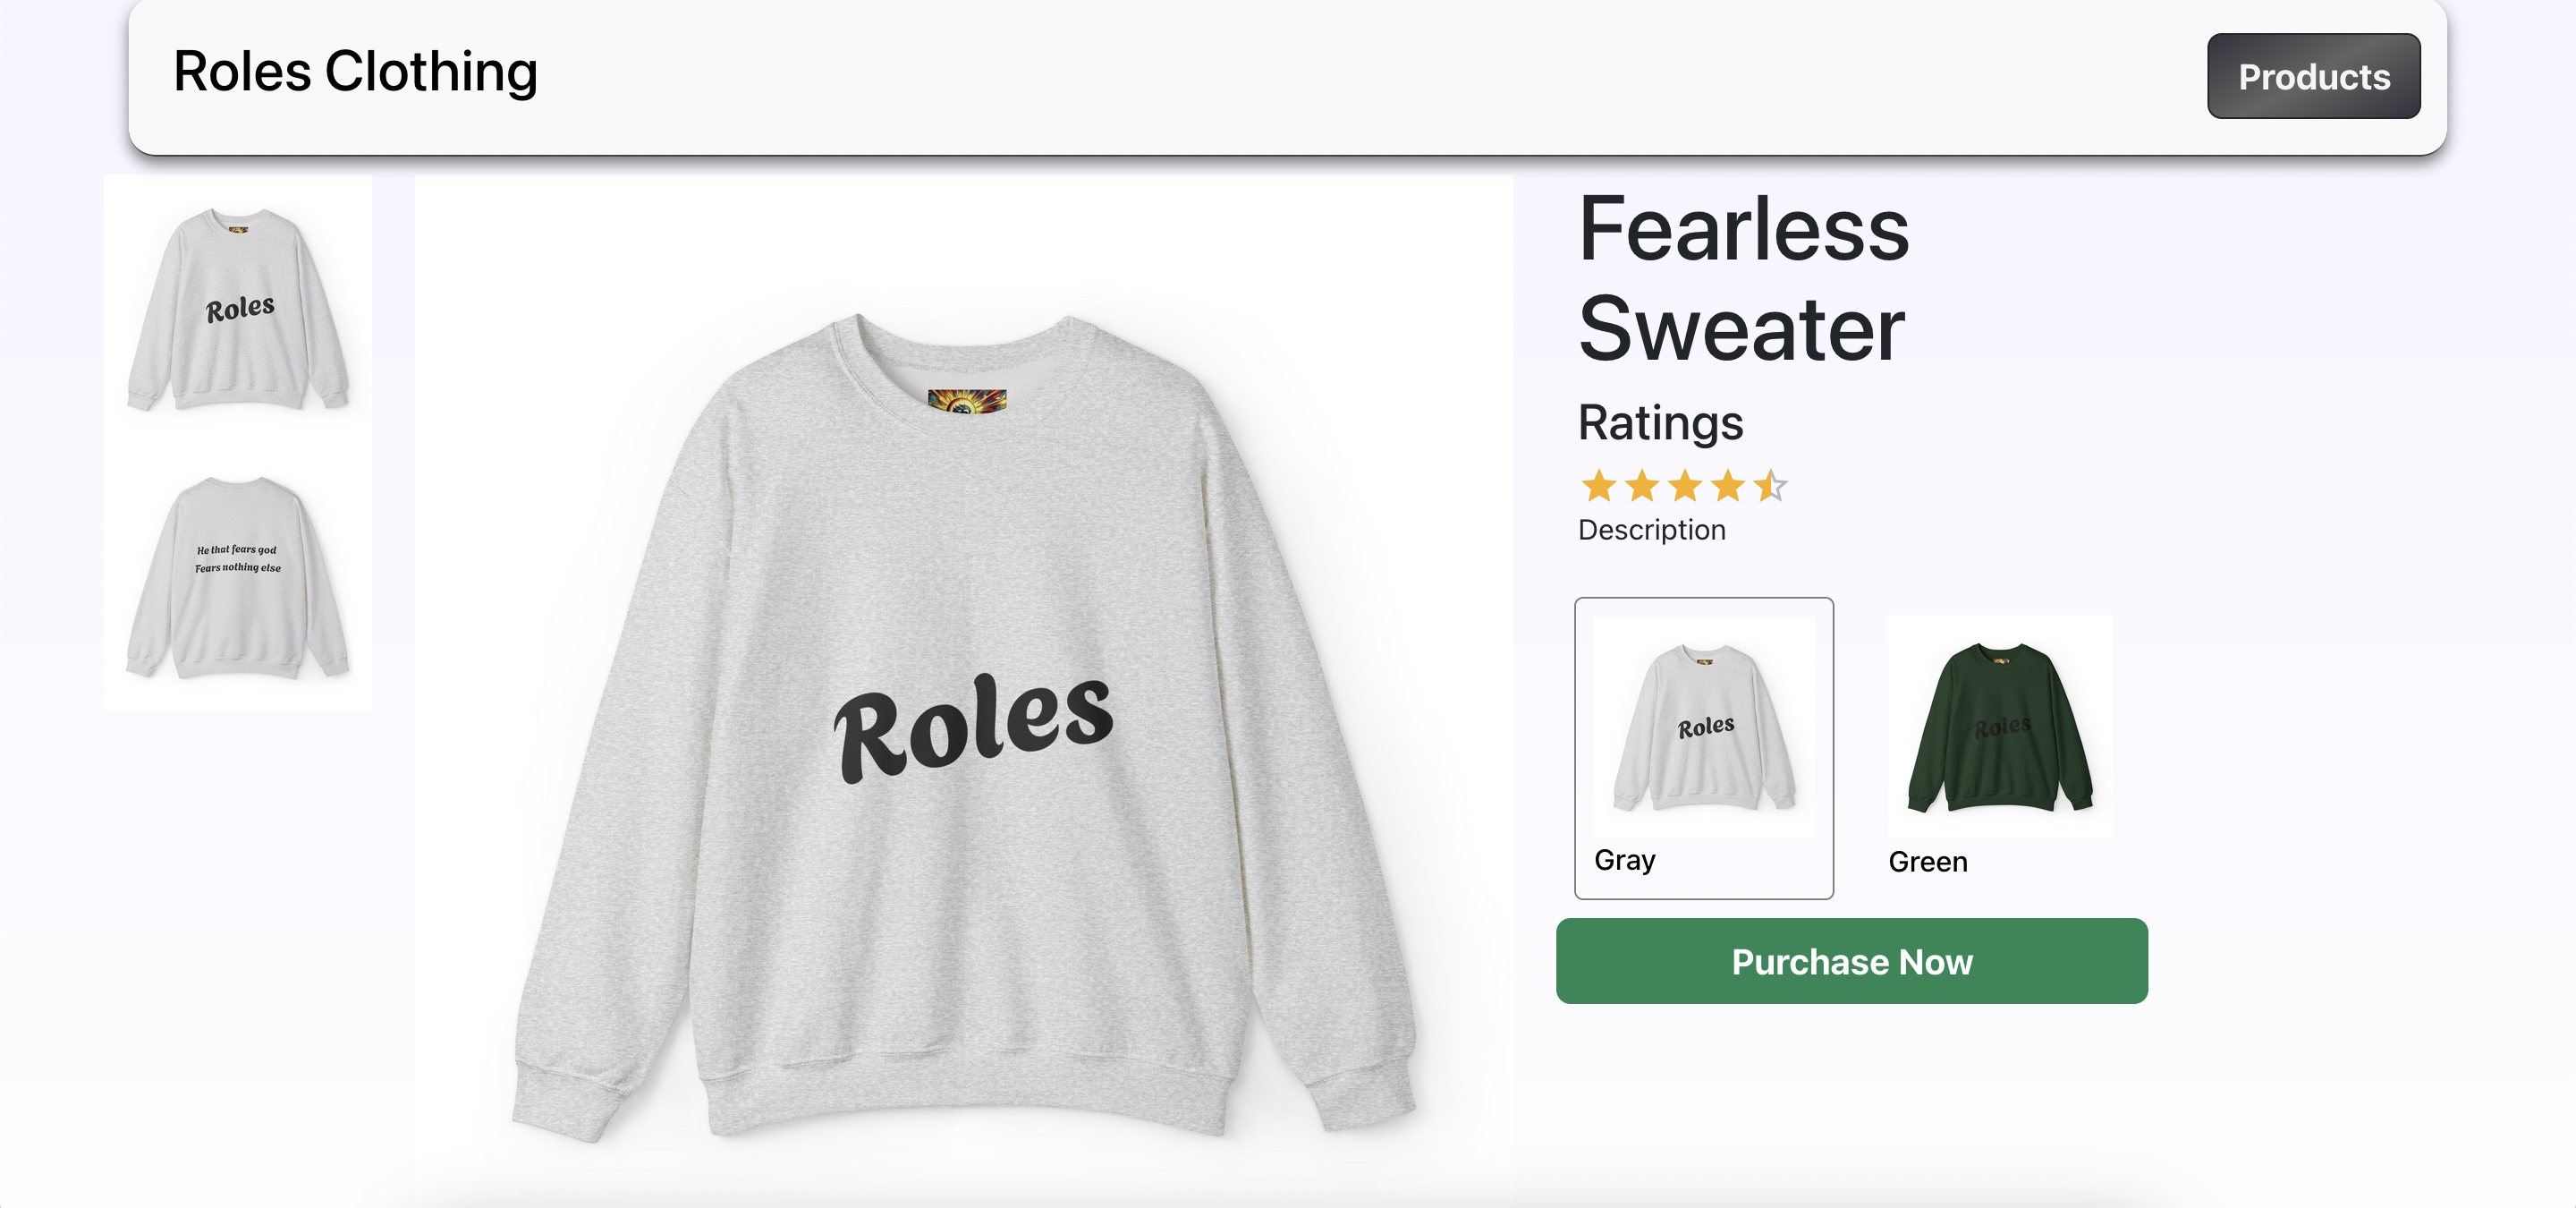 Roles Clothing
Products
Roles
He that fears god
Fears nothing else
Roles
Fearless
Sweater
Ratings
Description
Roles
Gray
Roles
Green
Purchase Now